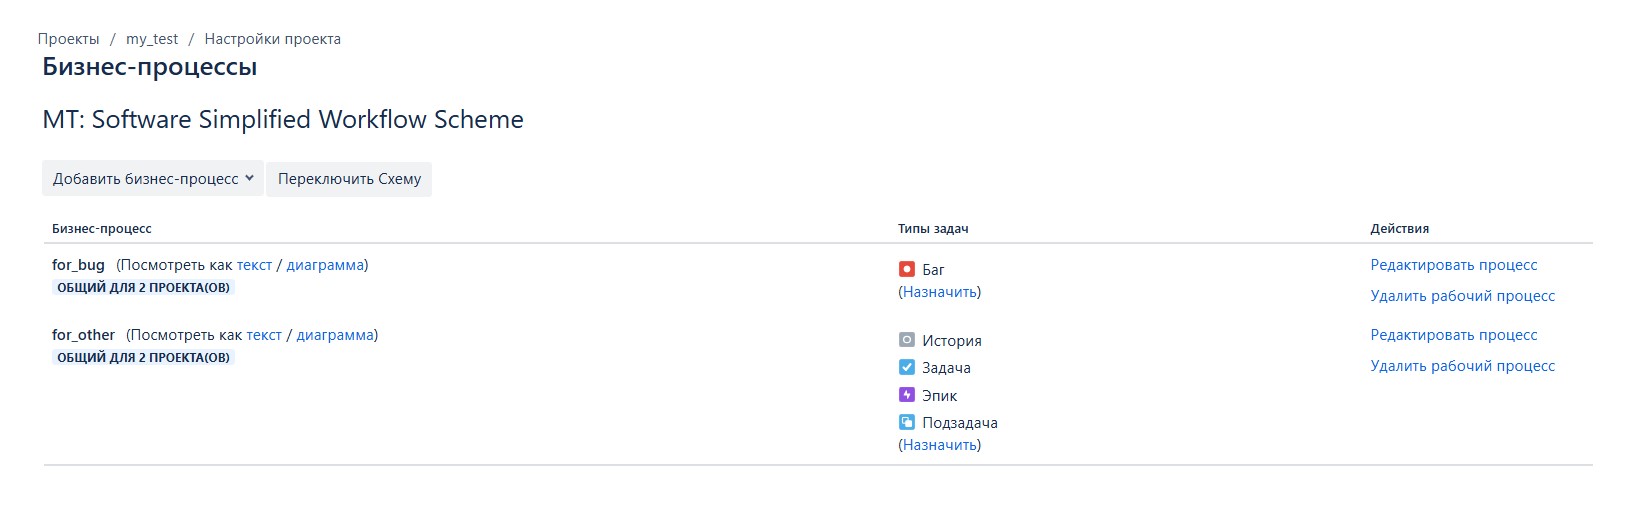 Проекты / my_test / Настройки проекта
Бизнес-процессы
MT: Software Simplified Workflow Scheme
Добавить бизнес-процесс Переключить Схему
Бизнес-процесс Типы задач Действия
for_bug (Посмотреть как текст / диаграмма) Баг Редактировать процесс
ОБЩИЙ ДЛЯ 2 ПРОЕКТА(ОВ) (Назначить) Удалить рабочий процесс
for_other (Посмотреть как текст / диаграмма) История Редактировать процесс
ОБЩИЙ ДЛЯ 2 ПРОЕКТА(ОВ) Задача Удалить рабочий процесс
Эпик
Подзадача
(Назначить)